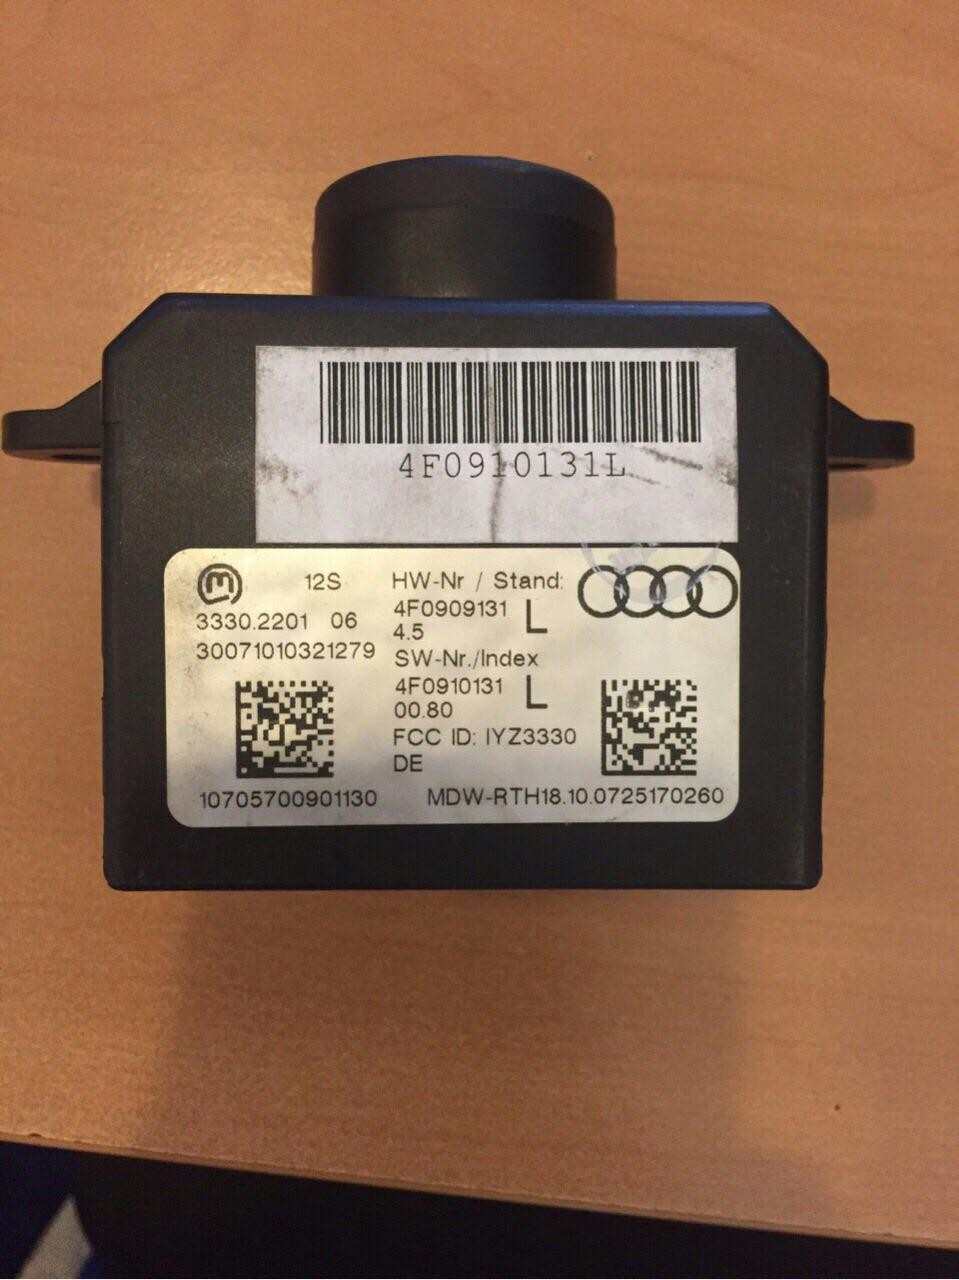 4F0910131L
12S
3330.2201 06
30071010321279
HW-Nr / Stand:
4F0909131 L
4.5
SW-Nr./Index
4F0910131 L
00.80
FCC ID: IYZ3330
DE
10705700901130
MDW-RTH18.10.0725170260